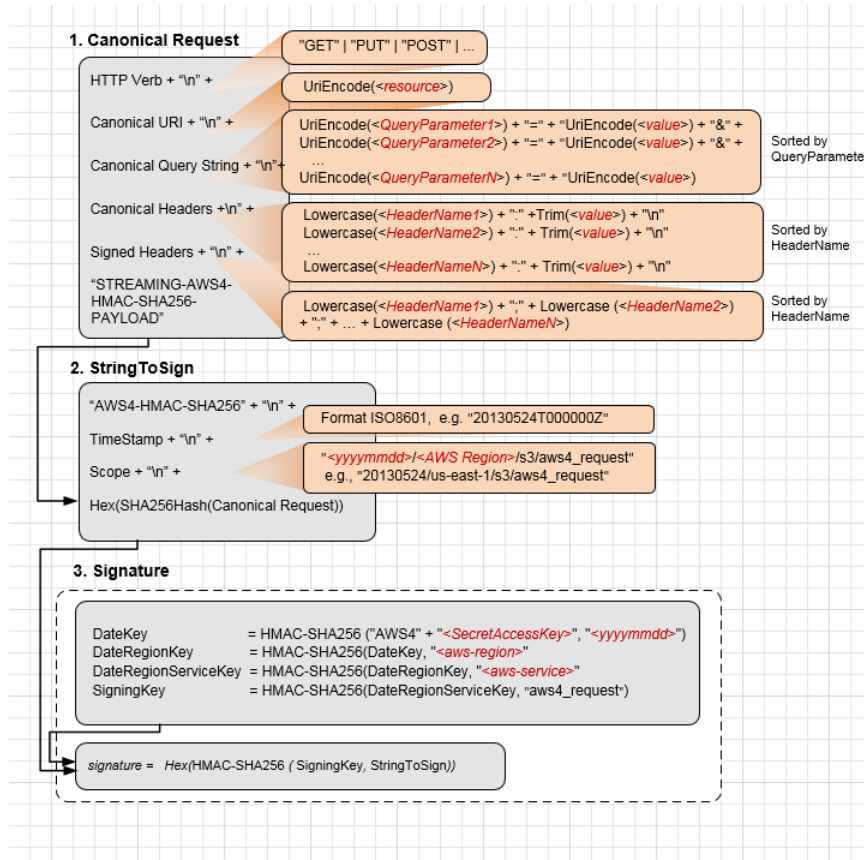 1. Canonical Request
"GET" | "PUT" | "POST" | ...
HTTP Verb + “\n” +
UriEncode(<resource>)
Canonical URI + “\n” +
UriEncode(<QueryParameter1>) + "=" + "UriEncode(<value>) + "&" +
UriEncode(<QueryParameter2>) + "=" + "UriEncode(<value>) + "&" +
...
UriEncode(<QueryParameterN>) + "=" + "UriEncode(<value>)
Sorted by
QueryParamete
Canonical Query String + “\n”+
Canonical Headers +\n” +
Lowercase(<HeaderName1>) + ":" +Trim(<value>) + "\n"
Lowercase(<HeaderName2>) + ":" + Trim(<value>) + "\n"
...
Lowercase(<HeaderNameN>) + ":" + Trim(<value>) + "\n"
Sorted by
HeaderName
Signed Headers + “\n” +
“STREAMING-AWS4-
HMAC-SHA256-
PAYLOAD”
Lowercase(<HeaderName1>) + ";" + Lowercase (<HeaderName2>)
+ ";" + ... + Lowercase (<HeaderNameN>)
Sorted by
HeaderName
2. StringToSign
“AWS4-HMAC-SHA256” + “\n” +
Format ISO8601, e.g. "20130524T000000Z"
TimeStamp + “\n” +
"<yyyymmdd>/<AWS Region>/s3/aws4_request"
e.g., "20130524/us-east-1/s3/aws4_request"
Scope + “\n” +
Hex(SHA256Hash(Canonical Request))
3. Signature
DateKey = HMAC-SHA256 ("AWS4" + "<SecretAccessKey>", "<yyyymmdd>")
DateRegionKey = HMAC-SHA256(DateKey, "<aws-region>"
DateRegionServiceKey = HMAC-SHA256(DateRegionKey, "<aws-service>"
SigningKey = HMAC-SHA256(DateRegionServiceKey, "aws4_request")
signature = Hex(HMAC-SHA256 ( SigningKey, StringToSign))